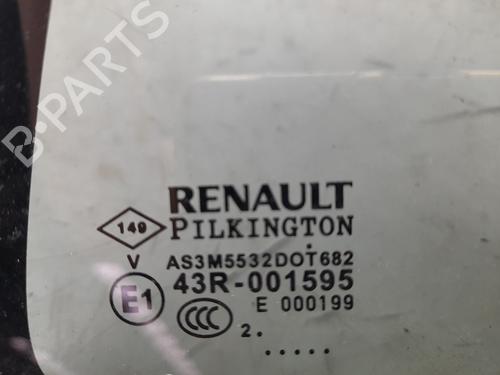 RENAULT
149 PILKINGTON
V AS3M5532DOT682
E1 43R-001595
E 000199
CCC
2. .....
B-PARTS